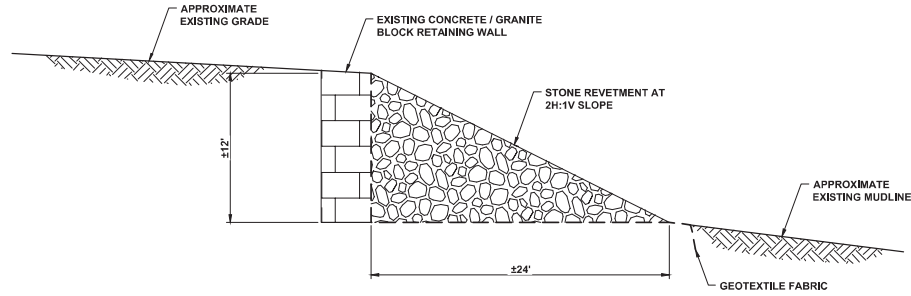 APPROXIMATE
EXISTING GRADE
EXISTING CONCRETE / GRANITE
BLOCK RETAINING WALL
STONE REVETMENT AT
2H:1V SLOPE
±12'
APPROXIMATE
EXISTING MUDLINE
±24'
GEOTEXTILE FABRIC